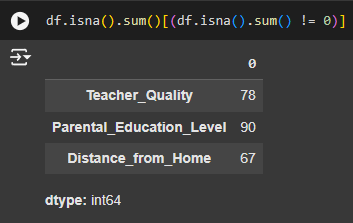 df.isna().sum()[(df.isna().sum() != 0)]
0
Teacher_Quality 78
Parental_Education_Level 90
Distance_from_Home 67
dtype: int64